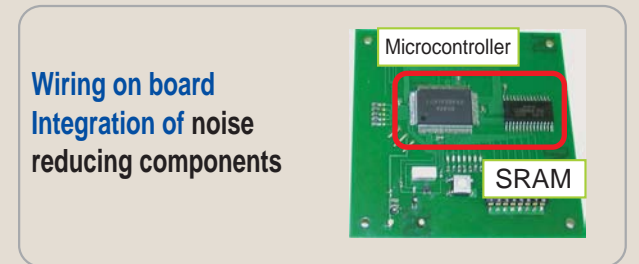 Wiring on board
Integration of noise
reducing components
Microcontroller
SRAM